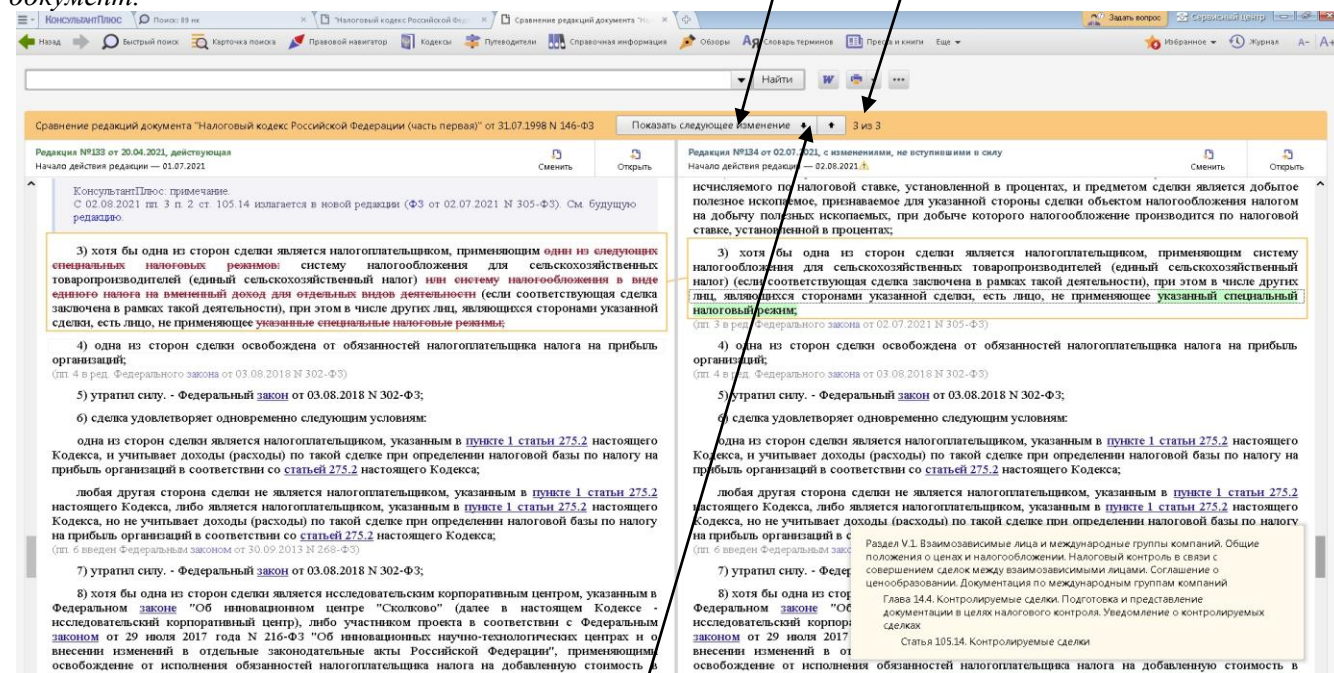 документ.
КонсультантПлюс
Поиск: 89 нк
"Налоговый кодекс Российской Фед
Сравнение редакций документа "На
Задать вопрос
Сервисный центр
Назад
Быстрый поиск
Карточка поиска
Правовой навигатор
Кодексы
Путеводители
Справочная информация
Обзоры
Словарь терминов
Пресса и книги
Еще
Избранное
Журнал
A-
A+
Найти
Сравнение редакций документа "Налоговый кодекс Российской Федерации (часть первая)" от 31.07.1998 N 146-ФЗ
Показать следующее изменение
3 из 3
Редакция №133 от 20.04.2021, действующая
Начало действия редакции — 01.07.2021
Сменить
Открыть
КонсультантПлюс: примечание.
С 02.08.2021 пп. 3 п. 2 ст. 105.14 излагается в новой редакции (ФЗ от 02.07.2021 N 305-ФЗ). См. будущую
редакцию.
3) хотя бы одна из сторон сделки является налогоплательщиком, применяющим один из следующих
специальных налоговых режимов: систему налогообложения для сельскохозяйственных
товаропроизводителей (единый сельскохозяйственный налог) или систему налогообложения в виде
единого налога на вмененный доход для отдельных видов деятельности (если соответствующая сделка
заключена в рамках такой деятельности), при этом в числе других лиц, являющихся сторонами указанной
сделки, есть лицо, не применяющее указанные специальные налоговые режимы;
4) одна из сторон сделки освобождена от обязанностей налогоплательщика налога на прибыль
организаций;
(пп. 4 в ред. Федерального закона от 03.08.2018 N 302-ФЗ)
5) утратил силу. - Федеральный закон от 03.08.2018 N 302-ФЗ;
6) сделка удовлетворяет одновременно следующим условиям:
одна из сторон сделки является налогоплательщиком, указанным в пункте 1 статьи 275.2 настоящего
Кодекса, и учитывает доходы (расходы) по такой сделке при определении налоговой базы по налогу на
прибыль организаций в соответствии со статьей 275.2 настоящего Кодекса;
любая другая сторона сделки не является налогоплательщиком, указанным в пункте 1 статьи 275.2
настоящего Кодекса, либо является налогоплательщиком, указанным в пункте 1 статьи 275.2 настоящего
Кодекса, но не учитывает доходы (расходы) по такой сделке при определении налоговой базы по налогу
на прибыль организаций в соответствии со статьей 275.2 настоящего Кодекса;
(пп. 6 введен Федеральным законом от 30.09.2013 N 268-ФЗ)
7) утратил силу. - Федеральный закон от 03.08.2018 N 302-ФЗ;
8) хотя бы одна из сторон сделки является исследовательским корпоративным центром, указанным в
Федеральном законе "Об инновационном центре "Сколково" (далее в настоящем Кодексе -
исследовательский корпоративный центр), либо участником проекта в соответствии с Федеральным
законом от 29 июля 2017 года N 216-ФЗ "Об инновационных научно-технологических центрах и о
внесении изменений в отдельные законодательные акты Российской Федерации", применяющими
освобождение от исполнения обязанностей налогоплательщика налога на добавленную стоимость в
Редакция №134 от 02.07.2021, с изменениями, не вступившими в силу
Начало действия редакции — 02.08.2021
Сменить
Открыть
исчисляемого по налоговой ставке, установленной в процентах, и предметом сделки является добытое
полезное ископаемое, признаваемое для указанной стороны сделки объектом налогообложения налогом
на добычу полезных ископаемых, при добыче которого налогообложение производится по налоговой
ставке, установленной в процентах;
3) хотя бы одна из сторон сделки является налогоплательщиком, применяющим систему
налогообложения для сельскохозяйственных товаропроизводителей (единый сельскохозяйственный
налог) (если соответствующая сделка заключена в рамках такой деятельности), при этом в числе других
лиц, являющихся сторонами указанной сделки, есть лицо, не применяющее указанный специальный
налоговый режим;
(пп. 3 в ред. Федерального закона от 02.07.2021 N 305-ФЗ)
4) одна из сторон сделки освобождена от обязанностей налогоплательщика налога на прибыль
организаций;
(пп. 4 в ред. Федерального закона от 03.08.2018 N 302-ФЗ)
5) утратил силу. - Федеральный закон от 03.08.2018 N 302-ФЗ;
6) сделка удовлетворяет одновременно следующим условиям:
одна из сторон сделки является налогоплательщиком, указанным в пункте 1 статьи 275.2 настоящего
Кодекса, и учитывает доходы (расходы) по такой сделке при определении налоговой базы по налогу на
прибыль организаций в соответствии со статьей 275.2 настоящего Кодекса;
любая другая сторона сделки не является налогоплательщиком, указанным в пункте 1 статьи 275.2
настоящего Кодекса, либо является налогоплательщиком, указанным в пункте 1 статьи 275.2 настоящего
Кодекса, но не учитывает доходы (расходы) по такой сделке при определении налоговой базы по налогу
на прибыль организаций в с
(пп. 6 введен Федеральным зако
7) утратил силу. - Федер
8) хотя бы одна из стор
Федеральном законе "Об
исследовательский корпора
законом от 29 июля 2017
внесении изменений в от
освобождение от исполнения обязанностей налогоплательщика налога на добавленную стоимость в
Раздел V.1. Взаимозависимые лица и международные группы компаний. Общие
положения о ценах и налогообложении. Налоговый контроль в связи с
совершением сделок между взаимозависимыми лицами. Соглашение о
ценообразовании. Документация по международным группам компаний
Глава 14.4. Контролируемые сделки. Подготовка и представление
документации в целях налогового контроля. Уведомление о контролируемых
сделках
Статья 105.14. Контролируемые сделки